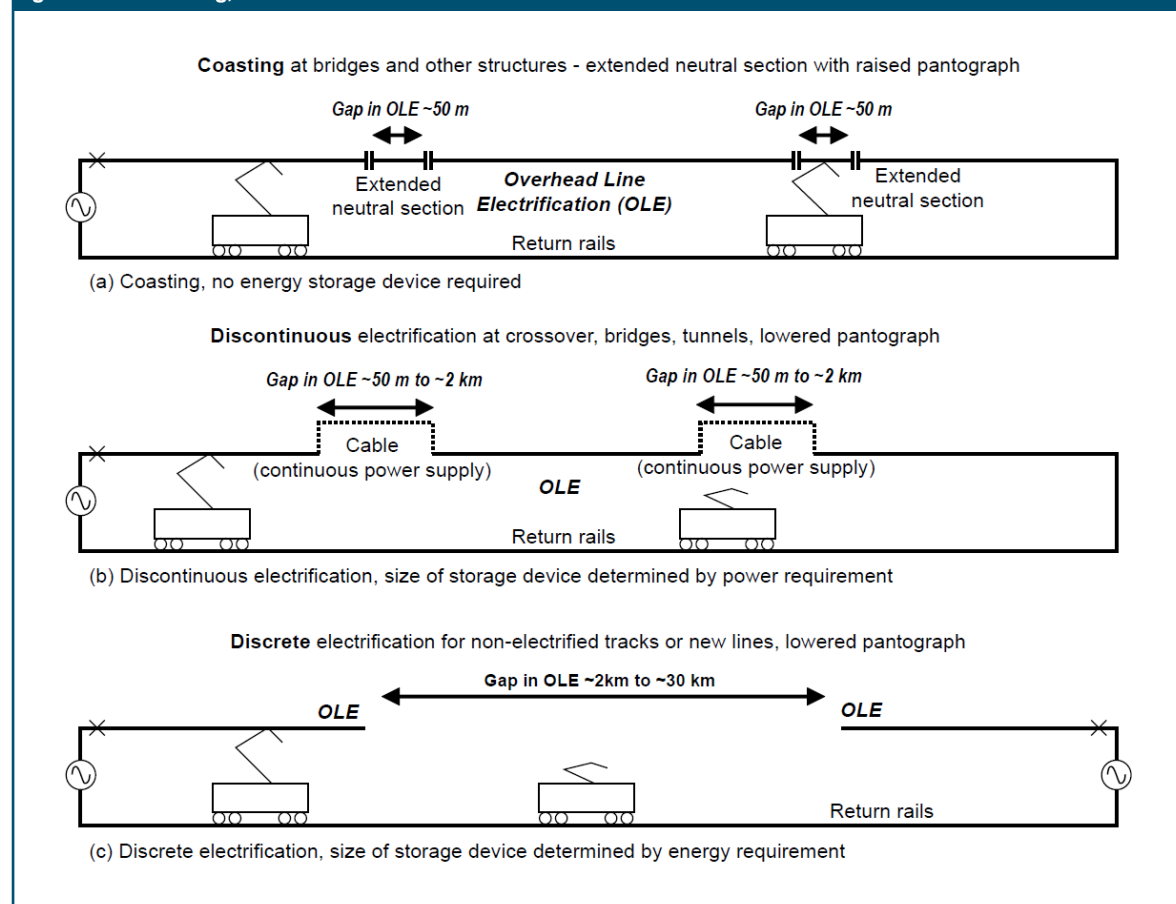 Coasting at bridges and other structures - extended neutral section with raised pantograph
Gap in OLE ~50 m
Gap in OLE ~50 m
Extended
neutral section
Overhead Line
Electrification (OLE)
Extended
neutral section
Return rails
(a) Coasting, no energy storage device required
Discontinuous electrification at crossover, bridges, tunnels, lowered pantograph
Gap in OLE ~50 m to ~2 km
Gap in OLE ~50 m to ~2 km
Cable
(continuous power supply)
Cable
(continuous power supply)
OLE
Return rails
(b) Discontinuous electrification, size of storage device determined by power requirement
Discrete electrification for non-electrified tracks or new lines, lowered pantograph
Gap in OLE ~2km to ~30 km
OLE
OLE
Return rails
(c) Discrete electrification, size of storage device determined by energy requirement